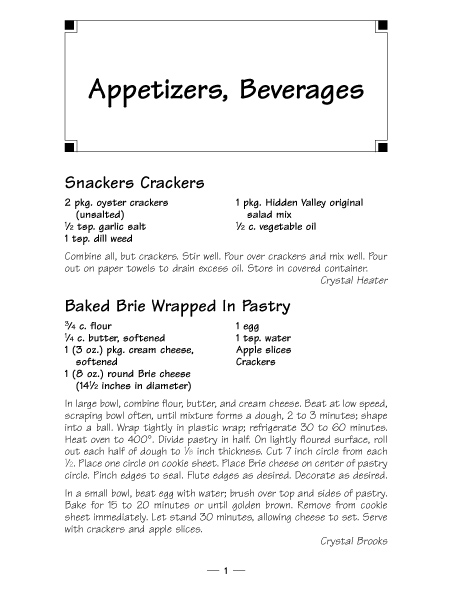 Appetizers, Beverages
Snackers Crackers
2 pkg. oyster crackers
(unsalted)
½ tsp. garlic salt
1 tsp. dill weed
1 pkg. Hidden Valley original
salad mix
½ c. vegetable oil
Combine all, but crackers. Stir well. Pour over crackers and mix well. Pour
out on paper towels to drain excess oil. Store in covered container.
Crystal Heater
Baked Brie Wrapped In Pastry
¾ c. flour
¼ c. butter, softened
1 (3 oz.) pkg. cream cheese,
softened
1 (8 oz.) round Brie cheese
(14½ inches in diameter)
1 egg
1 tsp. water
Apple slices
Crackers
In large bowl, combine flour, butter, and cream cheese. Beat at low speed,
scraping bowl often, until mixture forms a dough, 2 to 3 minutes; shape
into a ball. Wrap tightly in plastic wrap; refrigerate 30 to 60 minutes.
Heat oven to 400°. Divide pastry in half. On lightly floured surface, roll
out each half of dough to ⅛ inch thickness. Cut 7 inch circle from each
½. Place one circle on cookie sheet. Place Brie cheese on center of pastry
circle. Pinch edges to seal. Flute edges as desired. Decorate as desired.
In a small bowl, beat egg with water; brush over top and sides of pastry.
Bake for 15 to 20 minutes or until golden brown. Remove from cookie
sheet immediately. Let stand 30 minutes, allowing cheese to set. Serve
with crackers and apple slices.
Crystal Brooks
— 1 —